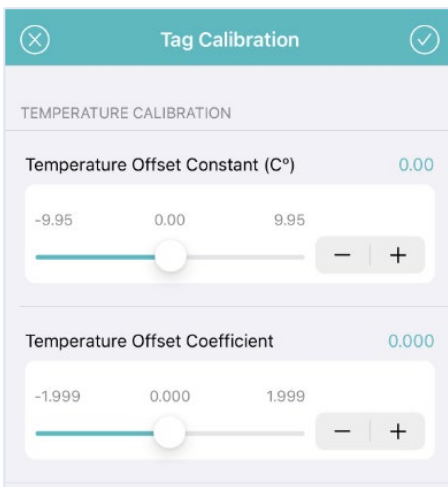 Tag Calibration
TEMPERATURE CALIBRATION
Temperature Offset Constant (C°) 0.00
-9.95 0.00 9.95
− +
Temperature Offset Coefficient 0.000
-1.999 0.000 1.999
− +